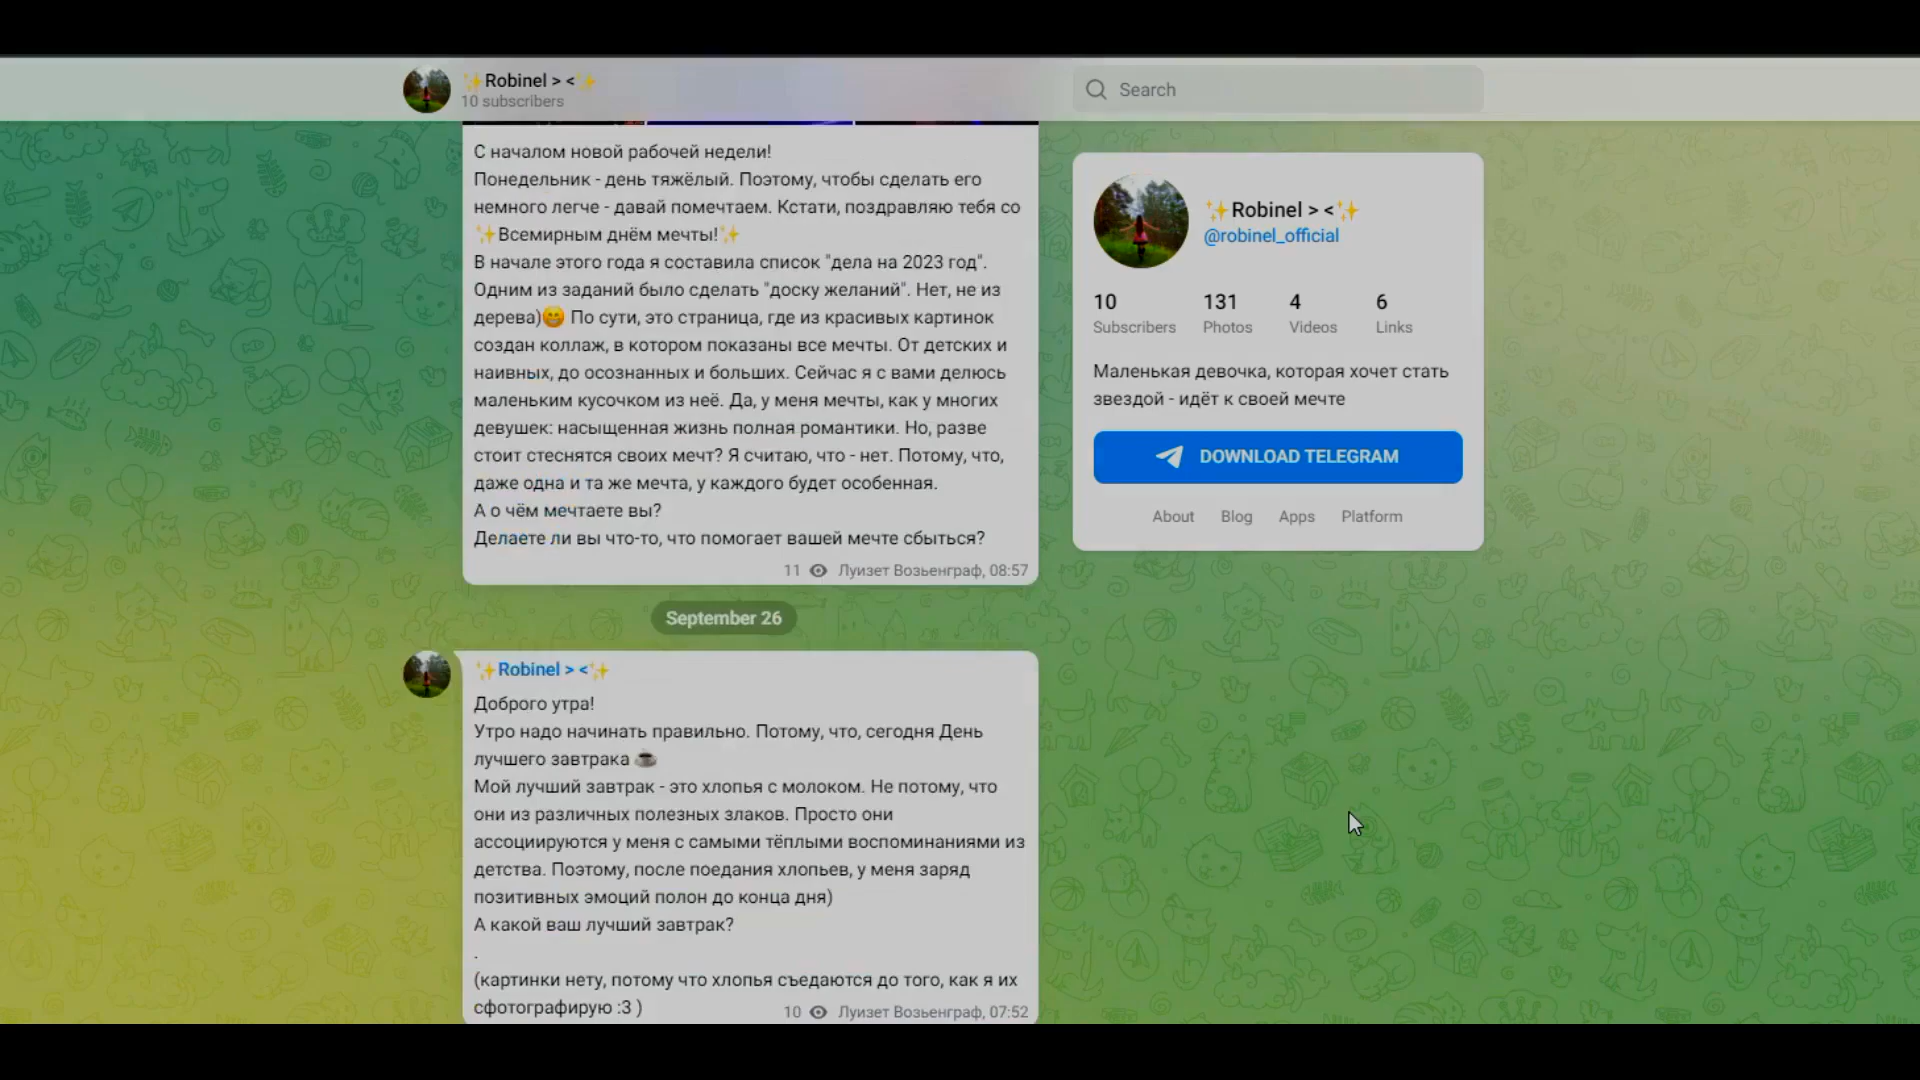 ✨Robinel > <✨
10 subscribers
Search
С началом новой рабочей недели!
Понедельник - день тяжёлый. Поэтому, чтобы сделать его
немного легче - давай помечтаем. Кстати, поздравляю тебя со
✨Всемирным днём мечты!✨
В начале этого года я составила список "дела на 2023 год".
Одним из заданий было сделать "доску желаний". Нет, не из
дерева)😁 По сути, это страница, где из красивых картинок
создан коллаж, в котором показаны все мечты. От детских и
наивных, до осознанных и больших. Сейчас я с вами делюсь
маленьким кусочком из неё. Да, у меня мечты, как у многих
девушек: насыщенная жизнь полная романтики. Но, разве
стоит стеснятся своих мечт? Я считаю, что - нет. Потому, что,
даже одна и та же мечта, у каждого будет особенная.
А о чём мечтаете вы?
Делаете ли вы что-то, что помогает вашей мечте сбыться?
11 Луизет Возьенграф, 08:57
September 26
✨Robinel > <✨
Доброго утра!
Утро надо начинать правильно. Потому, что, сегодня День
лучшего завтрака ☕
Мой лучший завтрак - это хлопья с молоком. Не потому, что
они из различных полезных злаков. Просто они
ассоциируются у меня с самыми тёплыми воспоминаниями из
детства. Поэтому, после поедания хлопьев, у меня заряд
позитивных эмоций полон до конца дня)
А какой ваш лучший завтрак?
.
(картинки нету, потому что хлопья съедаются до того, как я их
сфотографирую :3 )
10 Луизет Возьенграф, 07:52
✨Robinel > <✨
@robinel_official
10 131 4 6
Subscribers Photos Videos Links
Маленькая девочка, которая хочет стать
звездой - идёт к своей мечте
DOWNLOAD TELEGRAM
About Blog Apps Platform